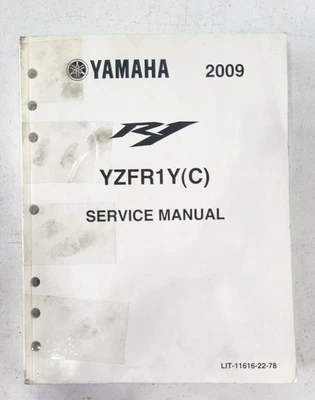 YAMAHA 2009
R1
YZFR1Y(C)
SERVICE MANUAL
LIT-11616-22-78